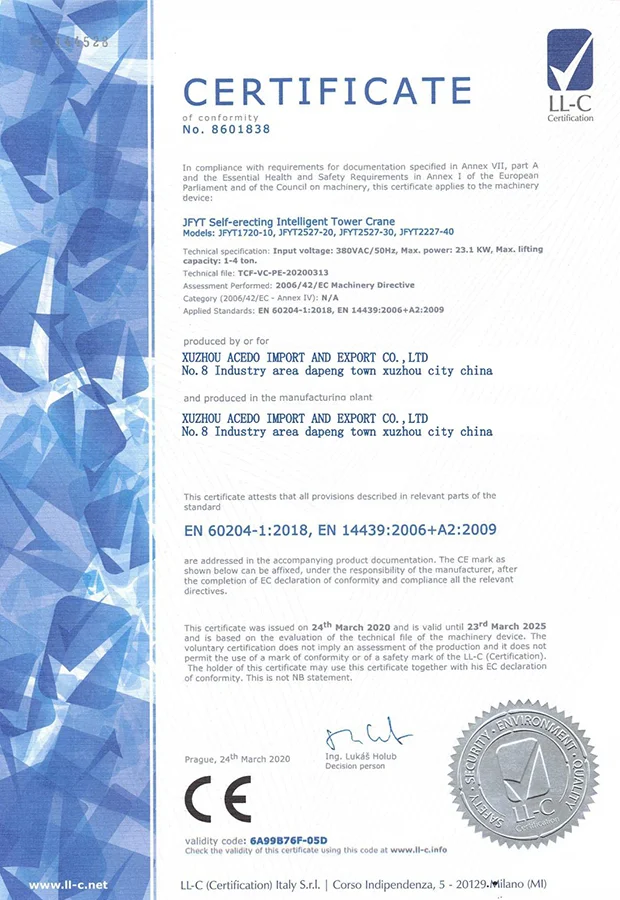 4528
LL-C
Certification
CERTIFICATE
of conformity
No. 8601838
In compliance with requirements for documentation specified in Annex VII, part A
and the Essential Health and Safety Requirements in Annex I of the European
Parliament and of the Council on machinery, this certificate applies to the machinery
device:
JFYT Self-erecting Intelligent Tower Crane
Models: JFYT1720-10, JFYT2527-20, JFYT2527-30, JFYT2227-40
Technical specification: Input voltage: 380VAC/50Hz, Max. power: 23.1 KW, Max. lifting
capacity: 1-4 ton.
Technical file: TCF-VC-PE-20200313
Assessment Performed: 2006/42/EC Machinery Directive
Category (2006/42/EC - Annex IV): N/A
Applied Standards: EN 60204-1:2018, EN 14439:2006+A2:2009
produced by or for
XUZHOU ACEDO IMPORT AND EXPORT CO.,LTD
No.8 Industry area dapeng town xuzhou city china
and produced in the manufacturing plant
XUZHOU ACEDO IMPORT AND EXPORT CO.,LTD
No.8 Industry area dapeng town xuzhou city china
This certificate attests that all provisions described in relevant parts of the
standard
EN 60204-1:2018, EN 14439:2006+A2:2009
are addressed in the accompanying product documentation. The CE mark as
shown below can be affixed, under the responsibility of the manufacturer, after
the completion of EC declaration of conformity and compliance all the relevant
directives.
This certificate was issued on 24th March 2020 and is valid until 23rd March 2025
and is based on the evaluation of the technical file of the machinery device. The
voluntary certification does not imply an assessment of the production and it does not
permit the use of a mark of conformity or of a safety mark of the LL-C (Certification).
The holder of this certificate may use this certificate together with his EC declaration
of conformity. This is not NB statement.
Prague, 24th March 2020
Ing. Lukáš Holub
Decision person
SAFETY · SECURITY · ENVIRONMENT · QUALITY
LL-C
Certification
CE
validity code: 6A99B76F-05D
Check the validity of this certificate using this code at www.ll-c.info
www.ll-c.net
LL-C (Certification) Italy S.r.l. | Corso Indipendenza, 5 - 20129 Milano (MI)